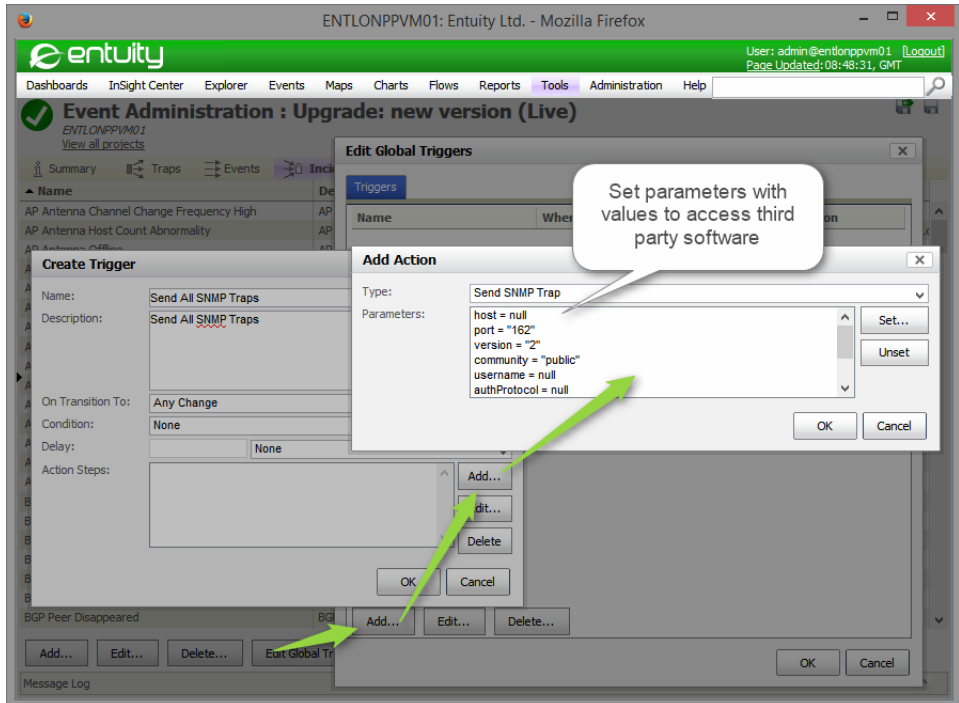 ENTLONPPVM01: Entuity Ltd. - Mozilla Firefox
entuity
User: admin@entlonppvm01 [Logout]
Page Updated: 08:48:31, GMT
Dashboards InSight Center Explorer Events Maps Charts Flows Reports Tools Administration Help
Event Administration : Upgrade: new version (Live)
ENTLONPPVM01
View all projects
Summary Traps Events
Name
AP Antenna Channel Change Frequency High AP
AP Antenna Host Count Abnormality AP
AP Antenna Offline
BGP Peer Disappeared
Add... Edit... Delete...
Message Log
Edit Global Triggers
Triggers
Name
Set parameters with
values to access third
party software
Add... Edit... Delete...
OK Cancel
Create Trigger
Name: Send All SNMP Traps
Description: Send All SNMP Traps
On Transition To: Any Change
Condition: None
Delay: None
Action Steps:
Add...
Delete
OK Cancel
Add Action
Type: Send SNMP Trap
Parameters: host = null
port = "162"
version = "2"
community = "public"
username = null
authProtocol = null
Set...
Unset
OK Cancel